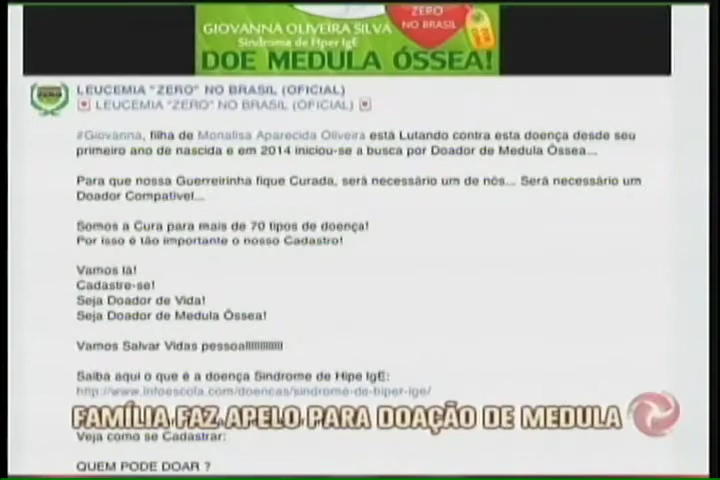 ZERO
NO BRASIL
GIOVANNA OLIVEIRA SILVA
Síndrome de Hper IgE
DOE MEDULA ÓSSEA!
LEUCEMIA "ZERO" NO BRASIL (OFICIAL)
LEUCEMIA "ZERO" NO BRASIL (OFICIAL)
#Giovanna, filha de Monalisa Aparecida Oliveira está Lutando contra esta doença desde seu
primeiro ano de nascida e em 2014 iniciou-se a busca por Doador de Medula Óssea...
Para que nossa Guerreirinha fique Curada, será necessário um de nós... Será necessário um
Doador Compatível...
Somos a Cura para mais de 70 tipos de doença!
Por isso é tão importante o nosso Cadastro!
Vamos lá!
Cadastre-se!
Seja Doador de Vida!
Seja Doador de Medula Óssea!
Vamos Salvar Vidas pessoal!!!!!!!!!!!!
Saiba aqui o que é a doença Síndrome de Hipe IgE:
http://www.infoescola.com/doencas/sindrome-de-hiper-ige/
FAMÍLIA FAZ APELO PARA DOAÇÃO DE MEDULA
Veja como se Cadastrar:
QUEM PODE DOAR ?